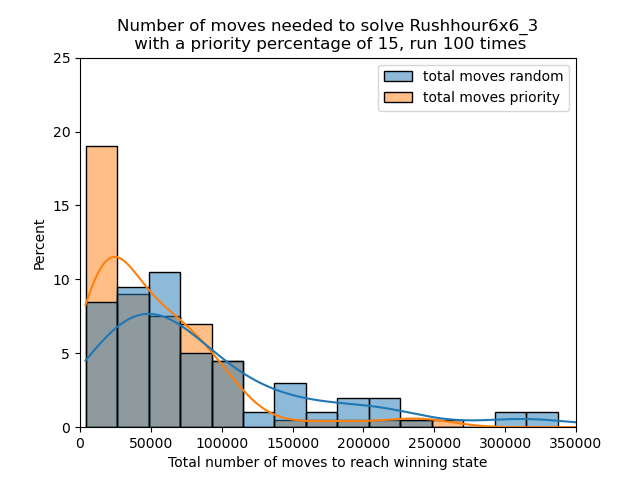 Number of moves needed to solve Rushhour6x6_3
with a priority percentage of 15, run 100 times
25
total moves random
total moves priority
20
15
Percent
10
5
0
0 50000 100000 150000 200000 250000 300000 350000
Total number of moves to reach winning state